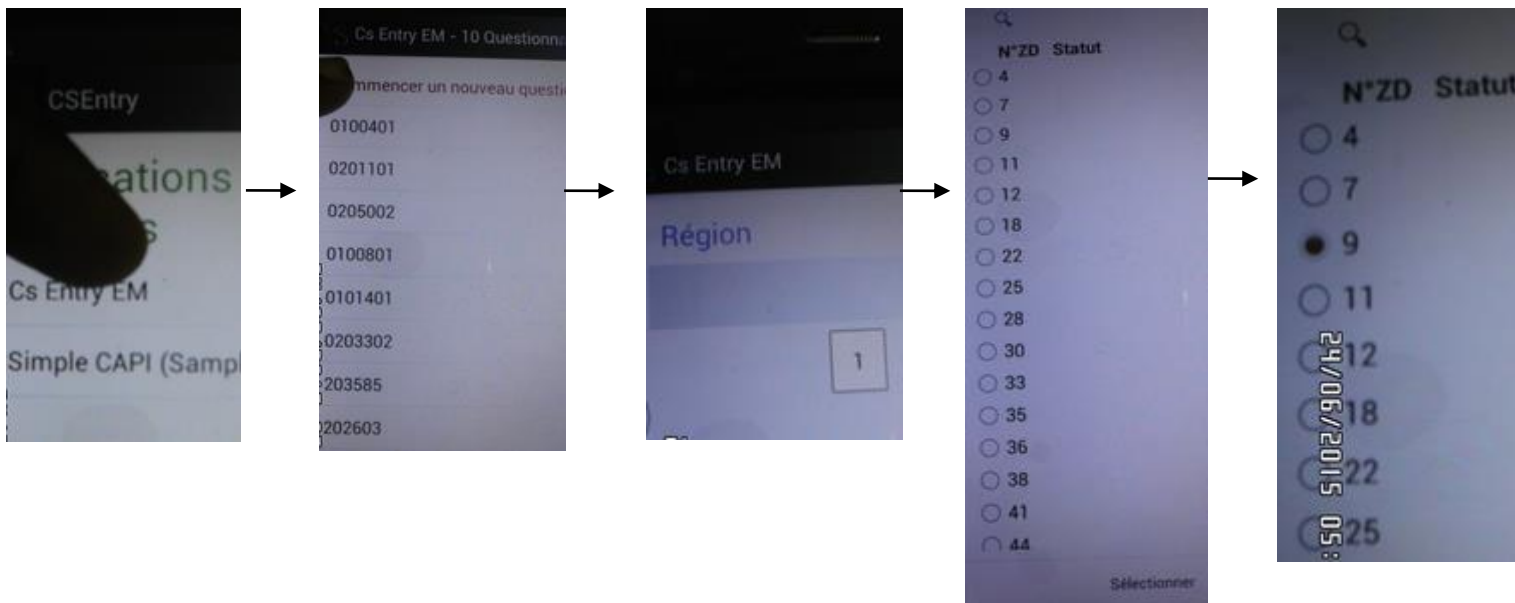 CSEntry
ations
s
Cs Entry EM
Simple CAPI (Sampl
Cs Entry EM - 10 Questionn
mmencer un nouveau questi
0100401
0201101
0205002
0100801
0101401
0203302
203585
202603
Cs Entry EM
Région
1
N°ZD Statut
4
7
9
11
12
18
22
25
28
30
33
35
36
38
41
44
Sélectionner
N°ZD Statut
4
7
9
11
12
18
22
25
24/06/2015 05: